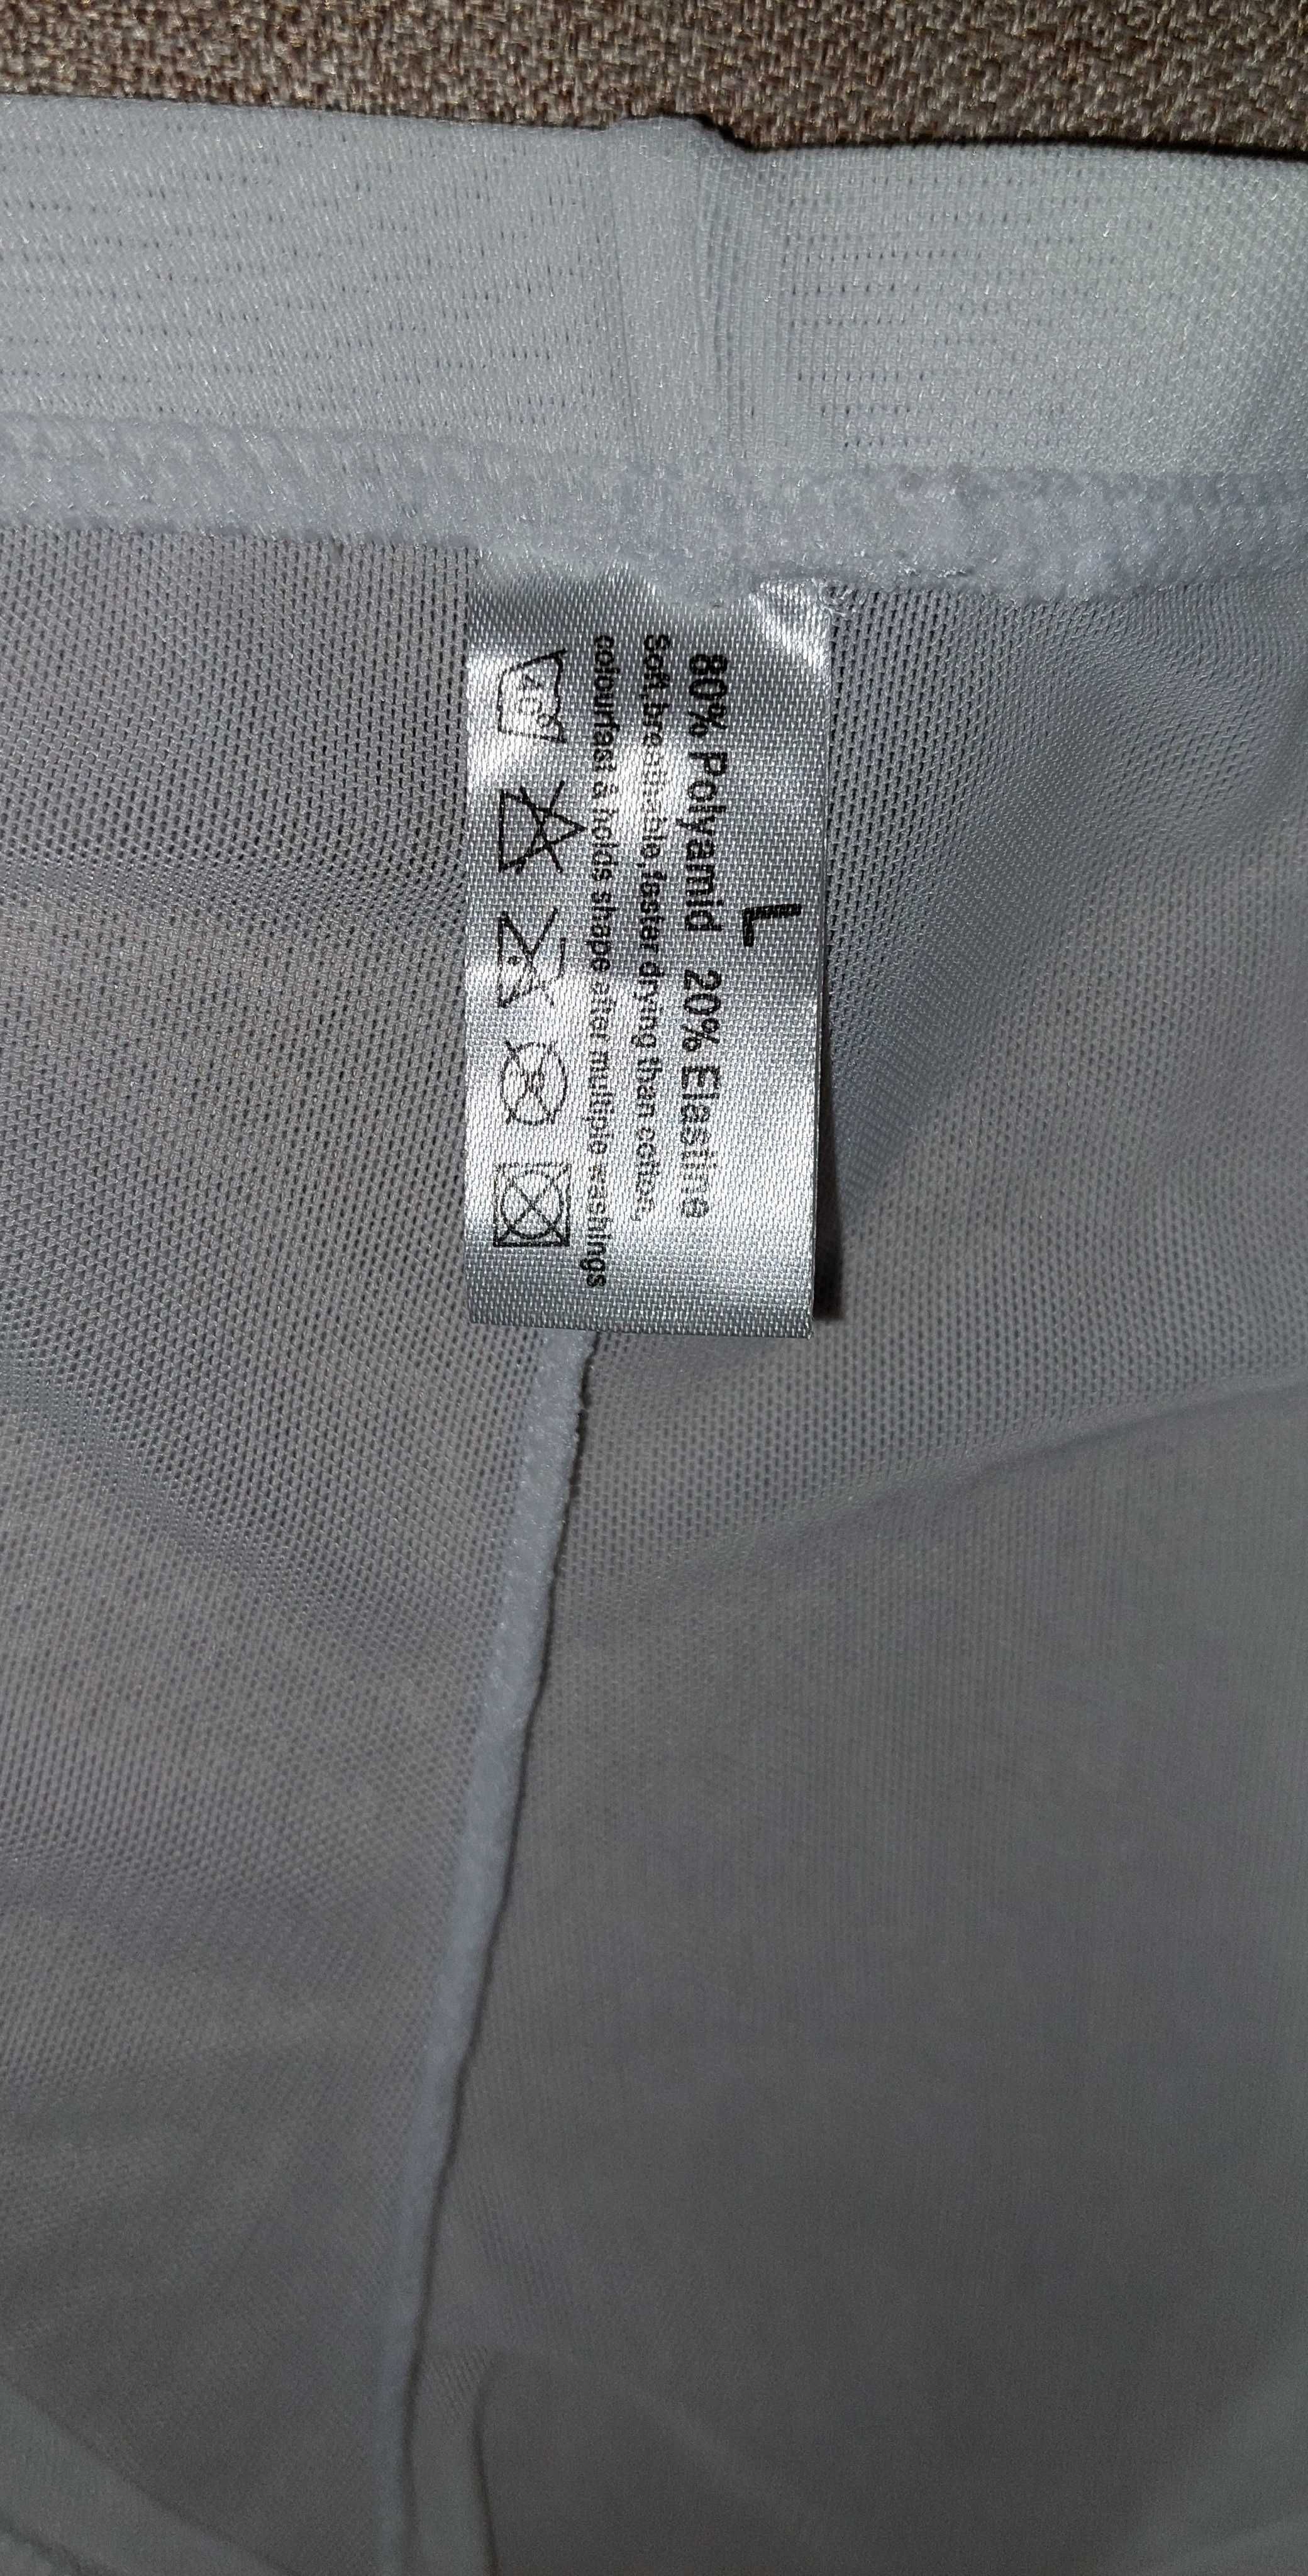 L
80% Polyamid 20% Elastine
Soft,breathable,faster drying than cotton,
colourfast & holds shape after multiple washings
40°